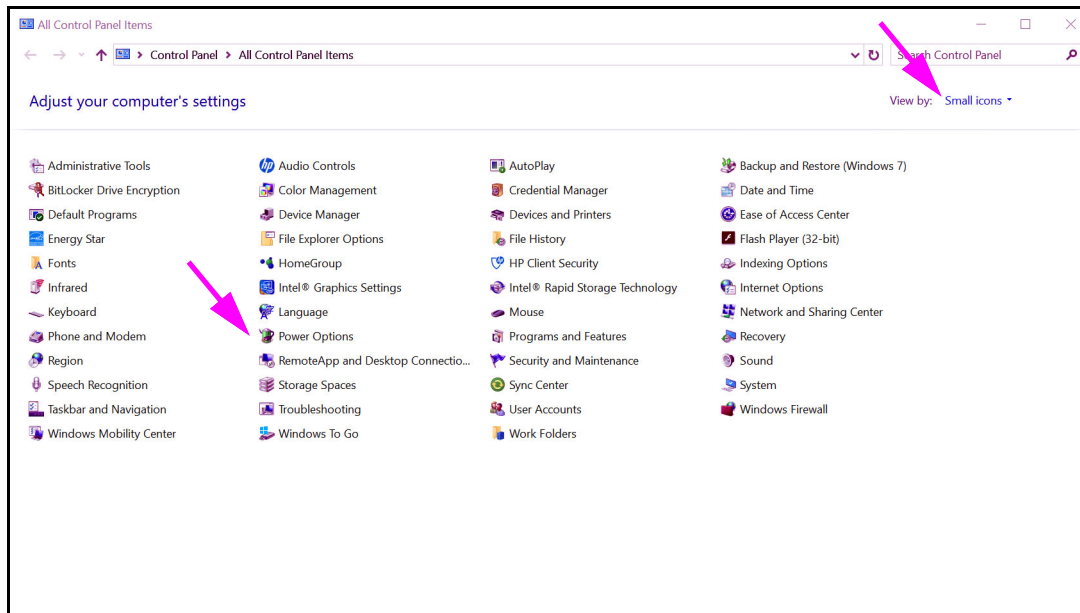 All Control Panel Items
Control Panel > All Control Panel Items
Search Control Panel
Adjust your computer's settings
View by: Small icons
Administrative Tools
Audio Controls
AutoPlay
Backup and Restore (Windows 7)
BitLocker Drive Encryption
Color Management
Credential Manager
Date and Time
Default Programs
Device Manager
Devices and Printers
Ease of Access Center
Energy Star
File Explorer Options
File History
Flash Player (32-bit)
Fonts
HomeGroup
HP Client Security
Indexing Options
Infrared
Intel® Graphics Settings
Intel® Rapid Storage Technology
Internet Options
Keyboard
Language
Mouse
Network and Sharing Center
Phone and Modem
Power Options
Programs and Features
Recovery
Region
RemoteApp and Desktop Connectio...
Security and Maintenance
Sound
Speech Recognition
Storage Spaces
Sync Center
System
Taskbar and Navigation
Troubleshooting
User Accounts
Windows Firewall
Windows Mobility Center
Windows To Go
Work Folders